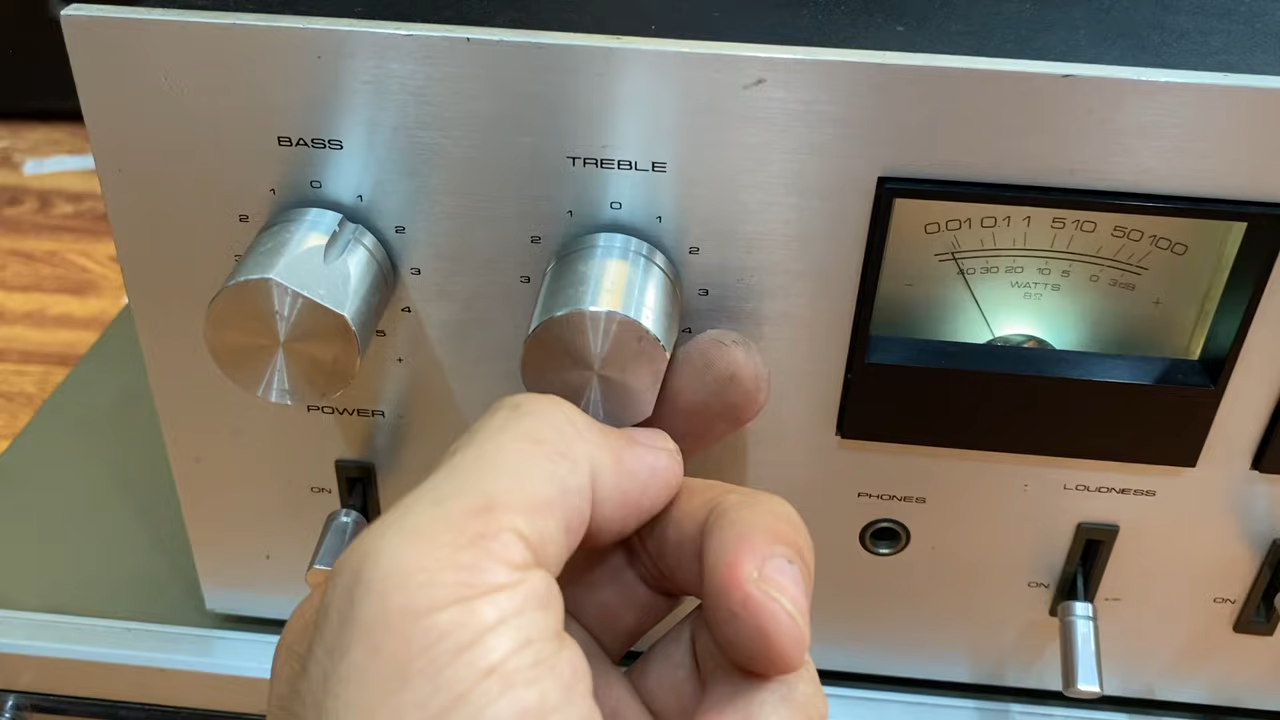 BASS
1 0 1
2 2
3 3
4
5
+
TREBLE
1 0 1
2 2
3 3
4
0.01 0.1 1 5 10 50 100
40 30 20 10 5 0 3dB
WATTS
8Ω
- +
POWER
ON
PHONES
LOUDNESS
ON
ON